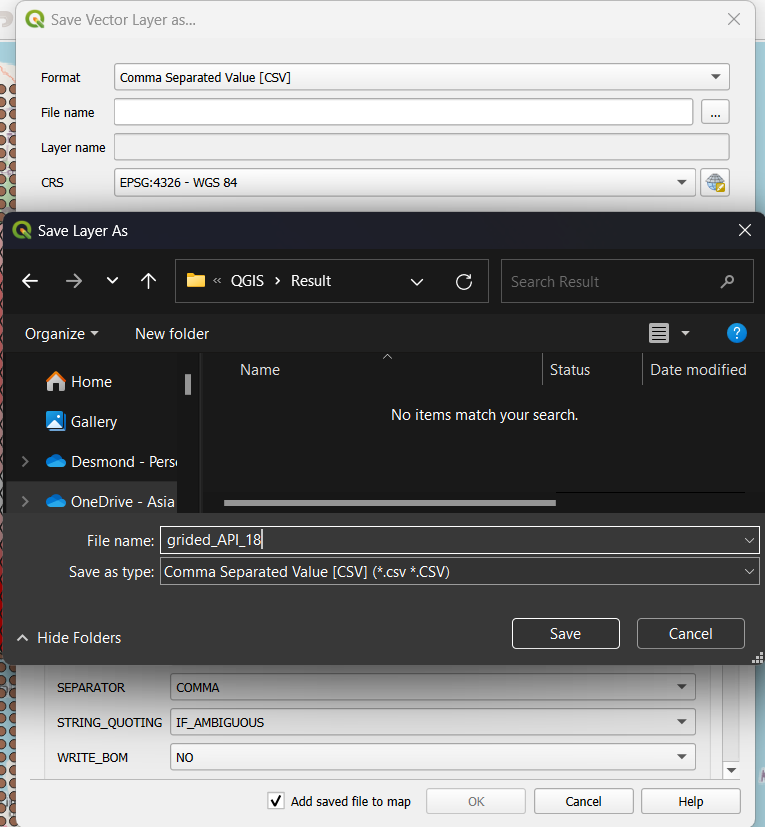 Save Vector Layer as...
Format Comma Separated Value [CSV]
File name ...
Layer name
CRS EPSG:4326 - WGS 84
Save Layer As
« QGIS › Result
Search Result
Organize New folder
Name Status Date modified
Home
No items match your search.
Gallery
Desmond - Pers
OneDrive - Asia
File name: grided_API_18
Save as type: Comma Separated Value [CSV] (*.csv *.CSV)
Hide Folders Save Cancel
SEPARATOR COMMA
STRING_QUOTING IF_AMBIGUOUS
WRITE_BOM NO
Add saved file to map OK Cancel Help